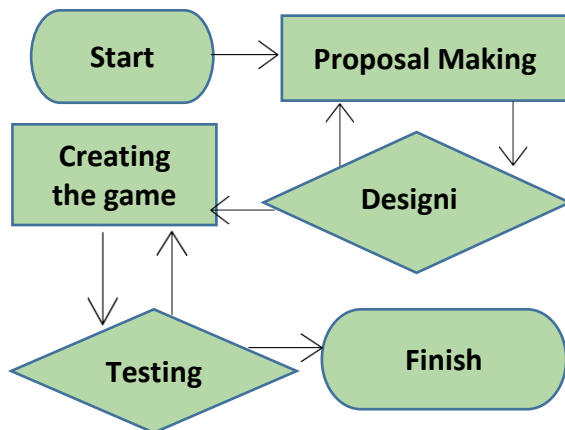 Start
Proposal Making
Creating
the game
Designi
Testing
Finish